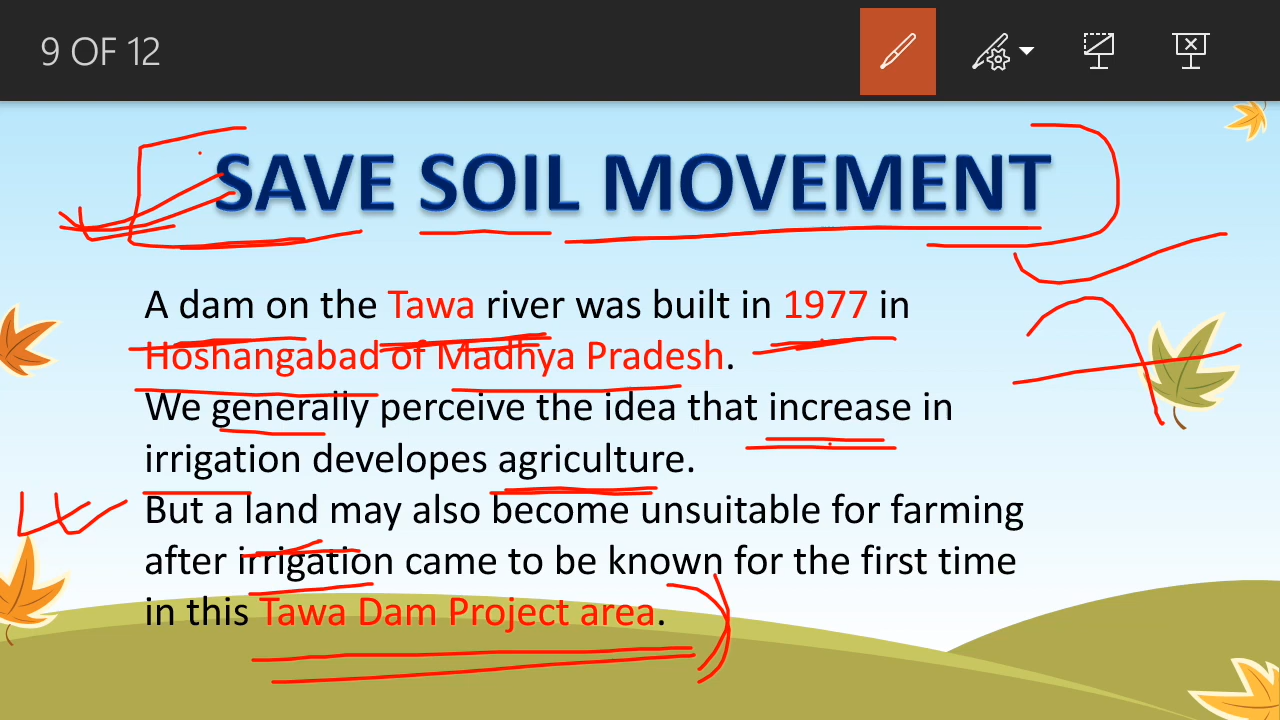 9 OF 12
SAVE SOIL MOVEMENT
A dam on the Tawa river was built in 1977 in
Hoshangabad of Madhya Pradesh.
We generally perceive the idea that increase in
irrigation developes agriculture.
But a land may also become unsuitable for farming
after irrigation came to be known for the first time
in this Tawa Dam Project area.